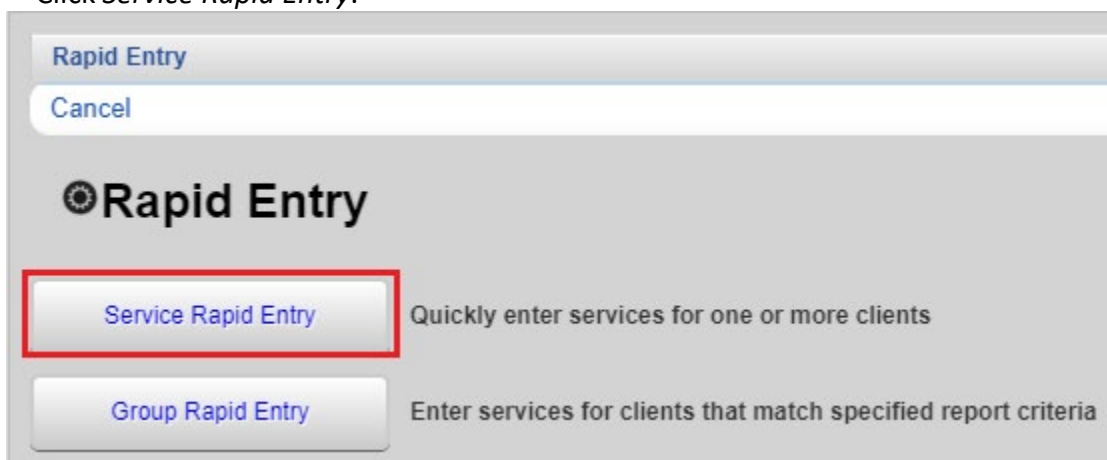 Click Service Rapid Entry.
Rapid Entry
Cancel
Rapid Entry
Service Rapid Entry Quickly enter services for one or more clients
Group Rapid Entry Enter services for clients that match specified report criteria